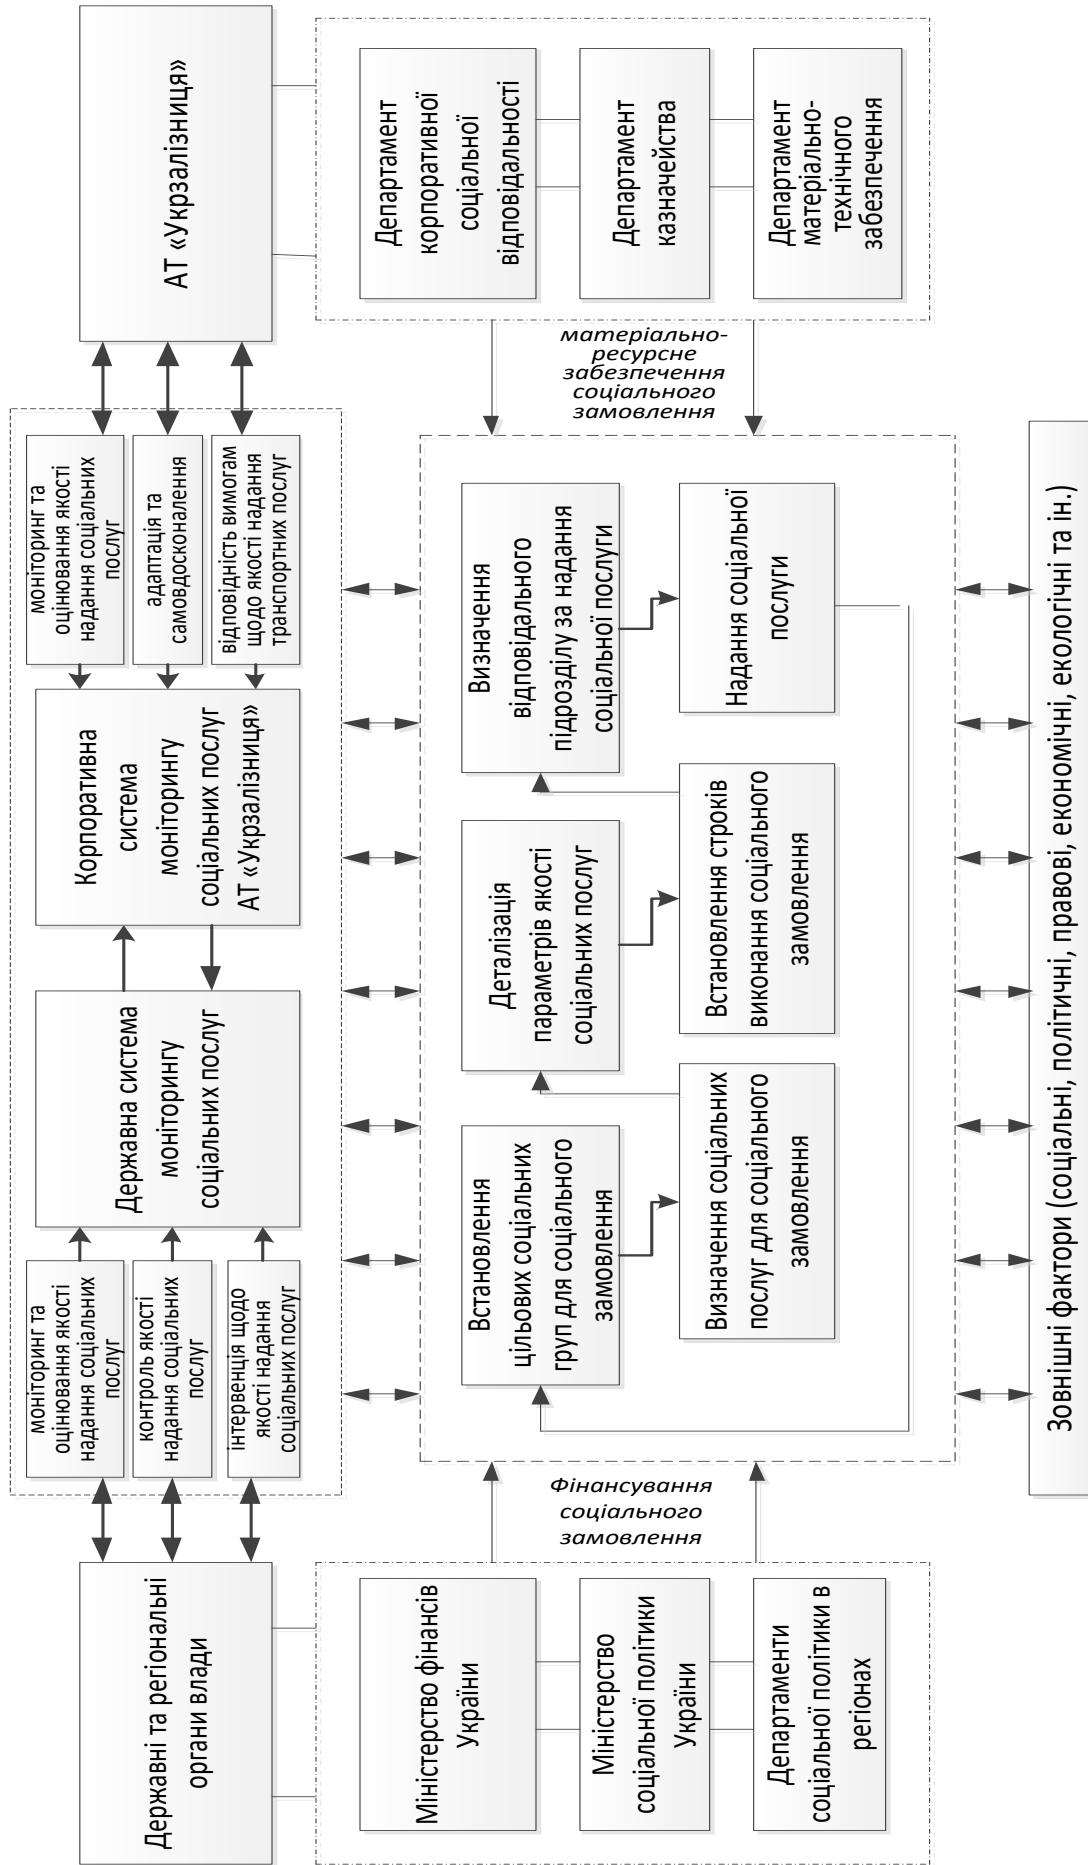 Державні та регіональні
органи влади
моніторинг та
оцінювання якості
надання соціальних
послуг
контроль якості
надання соціальних
послуг
інтервенція щодо
якості надання
соціальних послуг
Державна система
моніторингу
соціальних послуг
Корпоративна
система
моніторингу
соціальних послуг
АТ «Укрзалізниця»
моніторинг та
оцінювання якості
надання соціальних
послуг
адаптація та
самовдосконалення
відповідність вимогам
щодо якості надання
транспортних послуг
АТ «Укрзалізниця»
Міністерство фінансів
України
Міністерство
соціальної політики
України
Департаменти
соціальної політики в
регіонах
Фінансування
соціального
замовлення
Встановлення
цільових соціальних
груп для соціального
замовлення
Деталізація
параметрів якості
соціальних послуг
Визначення
відповідального
підрозділу за надання
соціальної послуги
Визначення соціальних
послуг для соціального
замовлення
Встановлення строків
виконання соціального
замовлення
Надання соціальної
послуги
матеріально-
ресурсне
забезпечення
соціального
замовлення
Департамент
корпоративної
соціальної
відповідальності
Департамент
казначейства
Департамент
матеріально-
технічного
забезпечення
Зовнішні фактори (соціальні, політичні, правові, економічні, екологічні та ін.)